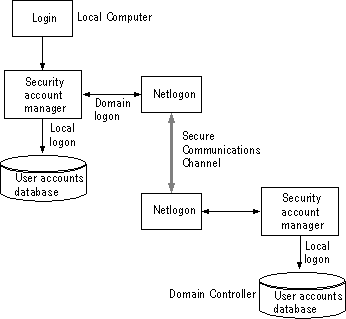 Login
Local Computer
Security
account
manager
Domain
logon
Netlogon
Local
logon
User accounts
database
Secure
Communications
Channel
Netlogon
Security
account
manager
Local
logon
Domain Controller
User accounts
database